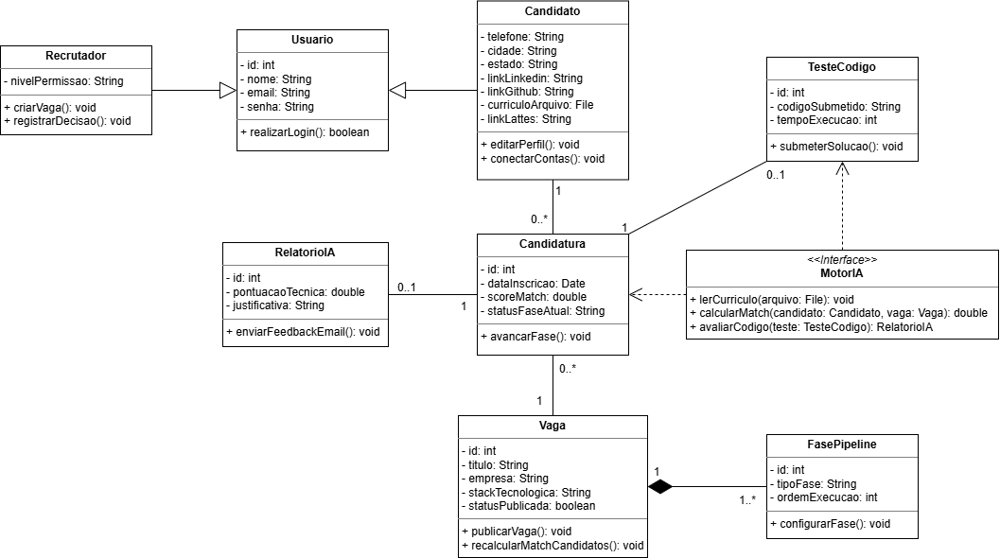 Recrutador
- nivelPermissao: String
+ criarVaga(): void
+ registrarDecisao(): void
Usuario
- id: int
- nome: String
- email: String
- senha: String
+ realizarLogin(): boolean
Candidato
- telefone: String
- cidade: String
- estado: String
- linkLinkedin: String
- linkGithub: String
- curriculoArquivo: File
- linkLattes: String
+ editarPerfil(): void
+ conectarContas(): void
TesteCodigo
- id: int
- codigoSubmetido: String
- tempoExecucao: int
+ submeterSolucao(): void
0..1
1
1
0..*
RelatorioIA
- id: int
- pontuacaoTecnica: double
- justificativa: String
+ enviarFeedbackEmail(): void
0..1
1
Candidatura
- id: int
- dataInscricao: Date
- scoreMatch: double
- statusFaseAtual: String
+ avancarFase(): void
<<Interface>>
MotorIA
+ lerCurriculo(arquivo: File): void
+ calcularMatch(candidato: Candidato, vaga: Vaga): double
+ avaliarCodigo(teste: TesteCodigo): RelatorioIA
0..*
1
Vaga
- id: int
- titulo: String
- empresa: String
- stackTecnologica: String
- statusPublicada: boolean
+ publicarVaga(): void
+ recalcularMatchCandidatos(): void
1
1..*
FasePipeline
- id: int
- tipoFase: String
- ordemExecucao: int
+ configurarFase(): void